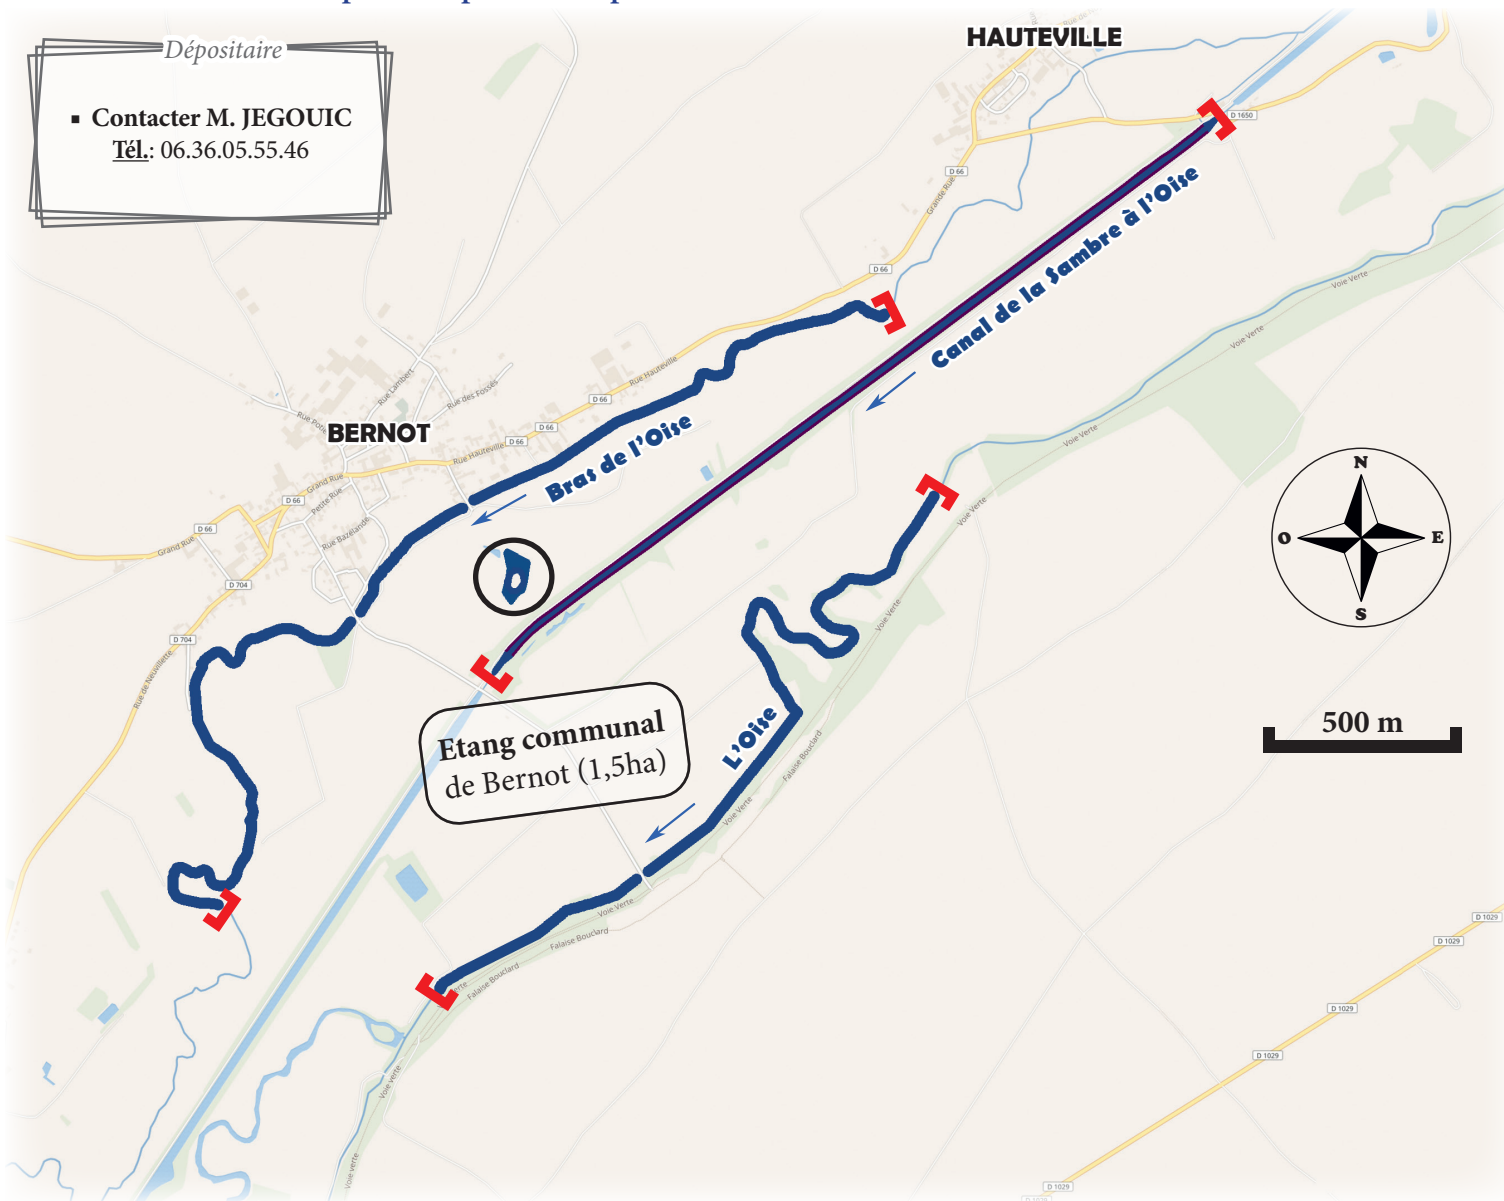 Dépositaire
▪ Contacter M. JEGOUIC
Tél.: 06.36.05.55.46
HAUTEVILLE
D 1650
D 66
Grande Rue
Canal de la Sambre à l'Oise
Voie Verte
Voie Verte
D 66
Rue Hauteville
Rue Lambert
Rue des Fossés
D 66
BERNOT
D 66
D 66
Rue Hauteville
Bras de l'Oise
Voie Verte
Grand Rue
Petite Rue
D 66
Rue Bazélande
D 66
Grand Rue
Voie Verte
N
O
E
S
D 704
Voie Verte
D 704
Rue de Neuvillette
Etang communal
de Bernot (1,5ha)
L'Oise
500 m
Falaise Bouclard
Voie Verte
Voie Verte
Falaise Bouclard
Falaise Bouclard
D 1029
D 1029
D 1029
D 1029
Voie verte
Voie verte
D 1029